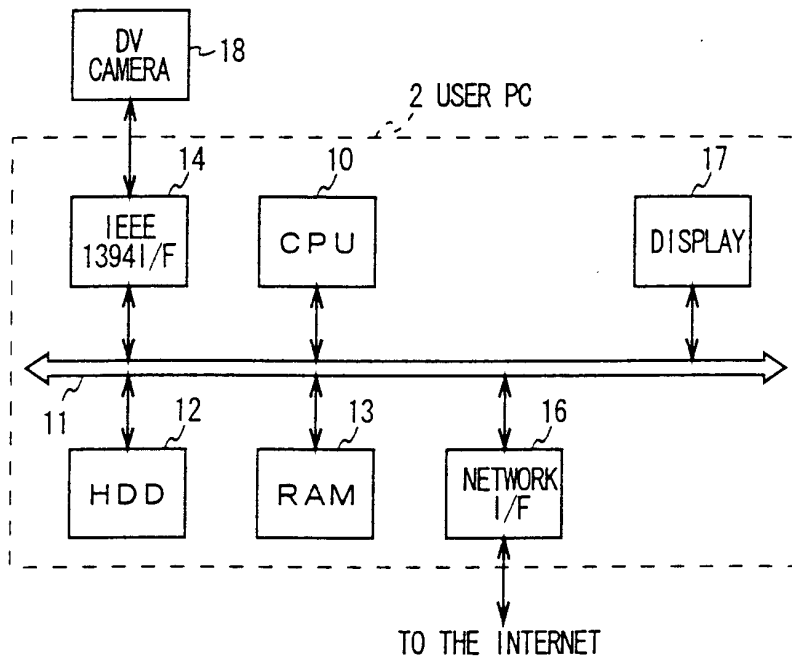 DV
CAMERA
18
2 USER PC
14
10
17
IEEE
1394I/F
CPU
DISPLAY
11
12
13
16
HDD
RAM
NETWORK
I/F
TO THE INTERNET